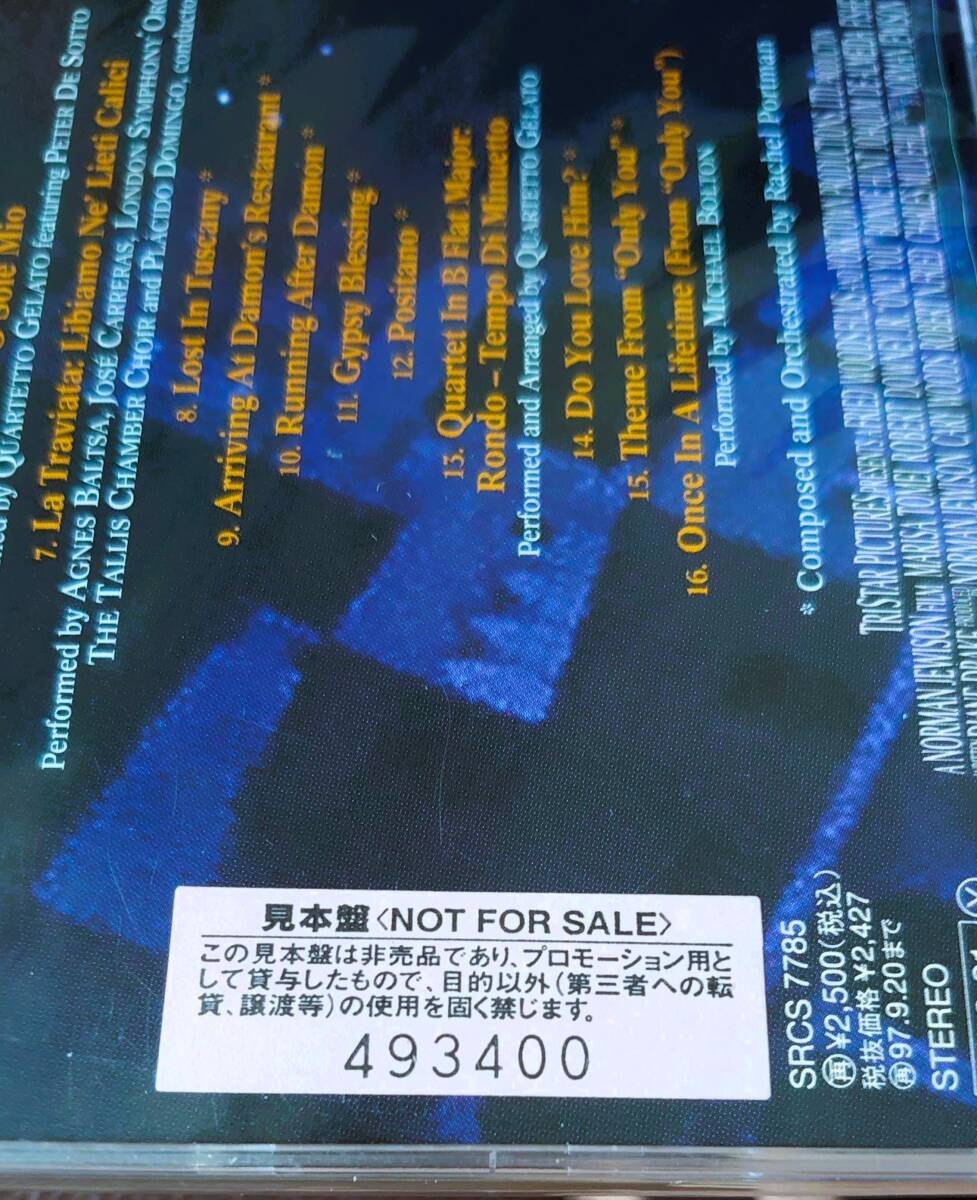 'O Sole Mio
by QUARTETTO GELATO featuring PETER DE SOTTO
7. La Traviata: Libiamo Ne' Lieti Calici
Performed by AGNES BALTSA, JOSÉ CARRERAS, LONDON SYMPHONY
THE TALLIS CHAMBER CHOIR and PLACIDO DOMINGO, conductor
8. Lost In Tuscany*
9. Arriving At Damon's Restaurant*
10. Running After Damon*
11. Gypsy Blessing*
12. Positano*
13. Quartet In B Flat Major:
Rondo – Tempo Di Minuetto
Performed and Arranged by QUARTETTO GELATO
14. Do You Love Him?*
15. Theme From "Only You"*
16. Once In A Lifetime (From "Only You")
Performed by MICHAEL BOLTON
* Composed and Orchestrated by Rachel Portman
TRISTAR PICTURES
A NORMAN JEWISON FILM MARISA TOMEI ROBERT DOWNEY, JR. "ONLY YOU"
見本盤〈NOT FOR SALE〉
この見本盤は非売品であり、プロモーション用と
して貸与したもので、目的以外(第三者への転
貸、譲渡等)の使用を固く禁じます。
493400
SRCS 7785
再¥2,500(税込)
税抜価格¥2,427
再97.9.20まで
STEREO